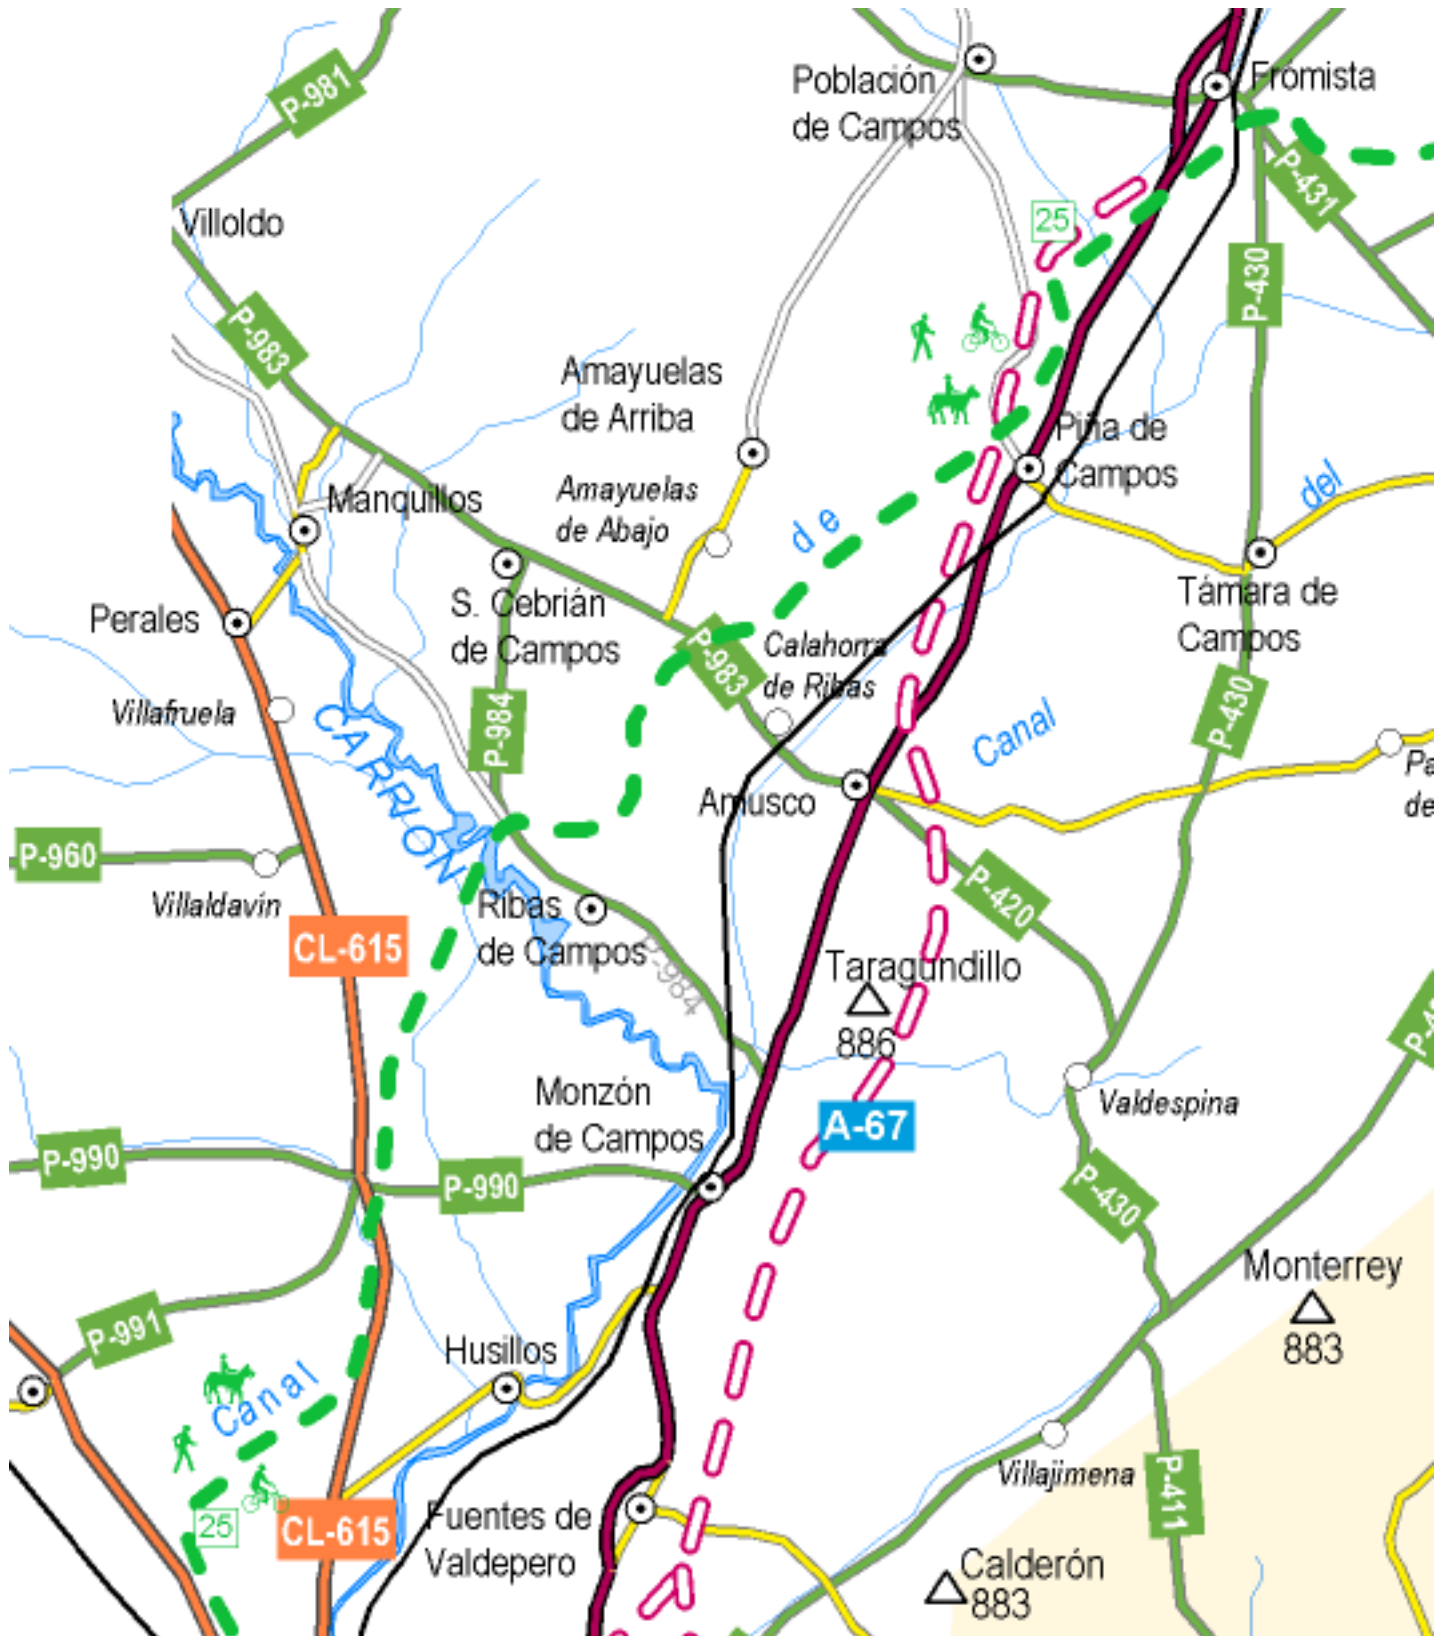 P-981
Población
de Campos
Frómista
P-431
Villoldo
25
P-430
P-983
Amayuelas
de Arriba
Piña de
Campos
Amayuelas
de Abajo
Manquillos
de
del
S. Cebrián
de Campos
Perales
Támara de
Campos
P-983
Calahorra
de Ribas
Villafruela
P-984
CARRIÓN
Canal
P-430
Amusco
P-960
Villaldavín
P-420
Ribas
de Campos
CL-615
P-984
Taragundillo
886
Monzón
de Campos
Valdespina
A-67
P-990
P-990
P-430
Monterrey
883
P-991
Husillos
Canal
Villajimena
P-411
25
CL-615
Fuentes de
Valdepero
Calderón
883